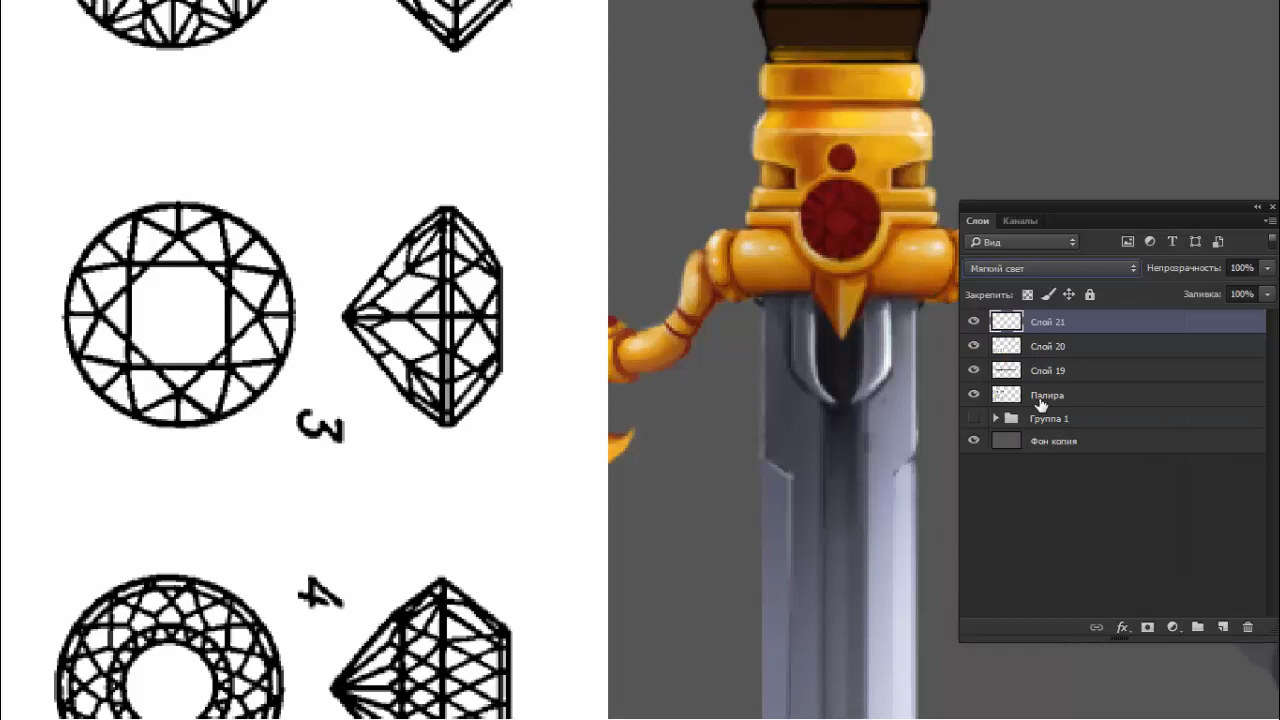 3
4
Слои Каналы
Вид
Мягкий свет Непрозрачность: 100%
Закрепить: Заливка: 100%
Слой 21
Слой 20
Слой 19
Палира
Группа 1
Фон копия
fx